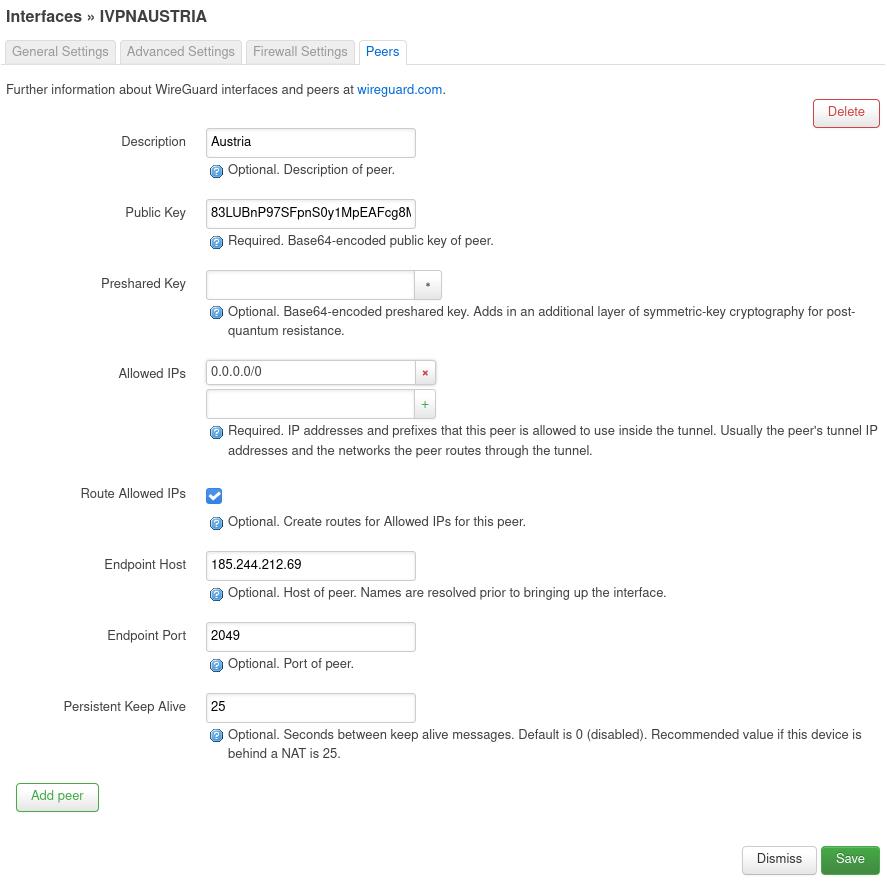 Interfaces » IVPNAUSTRIA
General Settings Advanced Settings Firewall Settings Peers
Further information about WireGuard interfaces and peers at wireguard.com.
Delete
Description Austria
Optional. Description of peer.
Public Key 83LUBnP97SFpnS0y1MpEAFcg8
Required. Base64-encoded public key of peer.
Preshared Key *
Optional. Base64-encoded preshared key. Adds in an additional layer of symmetric-key cryptography for post-
quantum resistance.
Allowed IPs 0.0.0.0/0 ×
+
Required. IP addresses and prefixes that this peer is allowed to use inside the tunnel. Usually the peer's tunnel IP
addresses and the networks the peer routes through the tunnel.
Route Allowed IPs
Optional. Create routes for Allowed IPs for this peer.
Endpoint Host 185.244.212.69
Optional. Host of peer. Names are resolved prior to bringing up the interface.
Endpoint Port 2049
Optional. Port of peer.
Persistent Keep Alive 25
Optional. Seconds between keep alive messages. Default is 0 (disabled). Recommended value if this device is
behind a NAT is 25.
Add peer
Dismiss Save